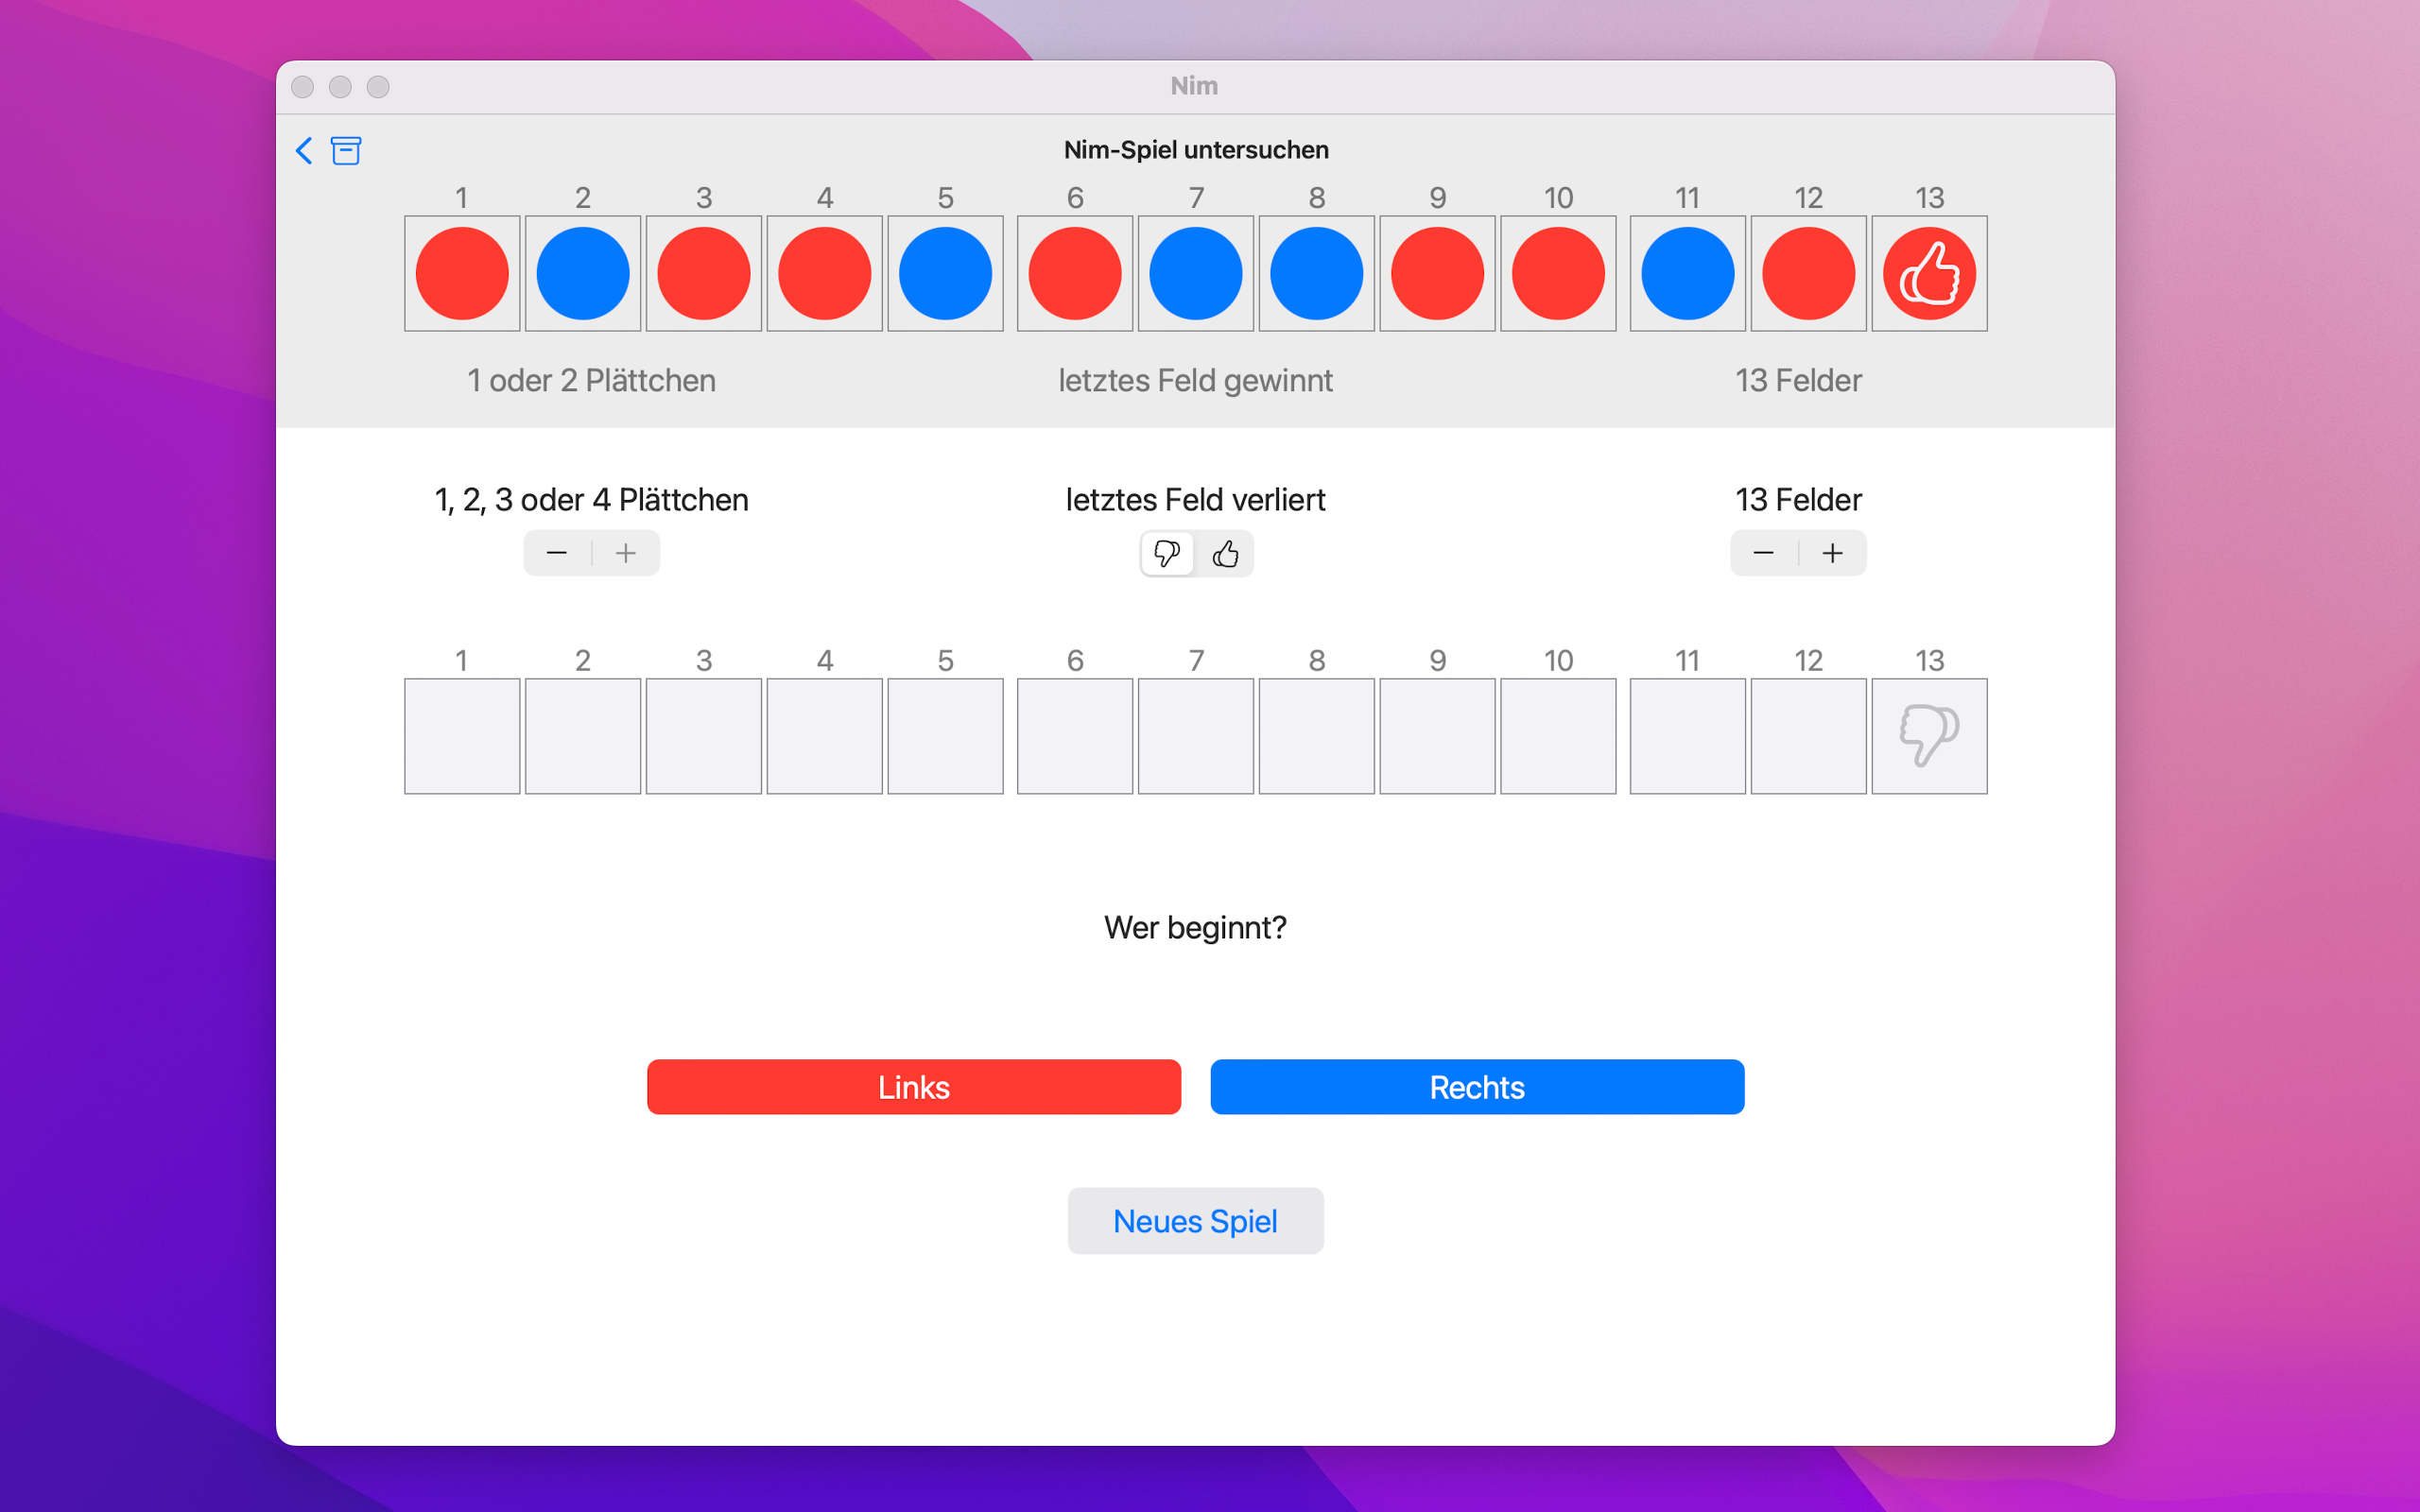 Nim
Nim-Spiel untersuchen
1 2 3 4 5 6 7 8 9 10 11 12 13
1 oder 2 Plättchen letztes Feld gewinnt 13 Felder
1, 2, 3 oder 4 Plättchen letztes Feld verliert 13 Felder
1 2 3 4 5 6 7 8 9 10 11 12 13
Wer beginnt?
Links Rechts
Neues Spiel